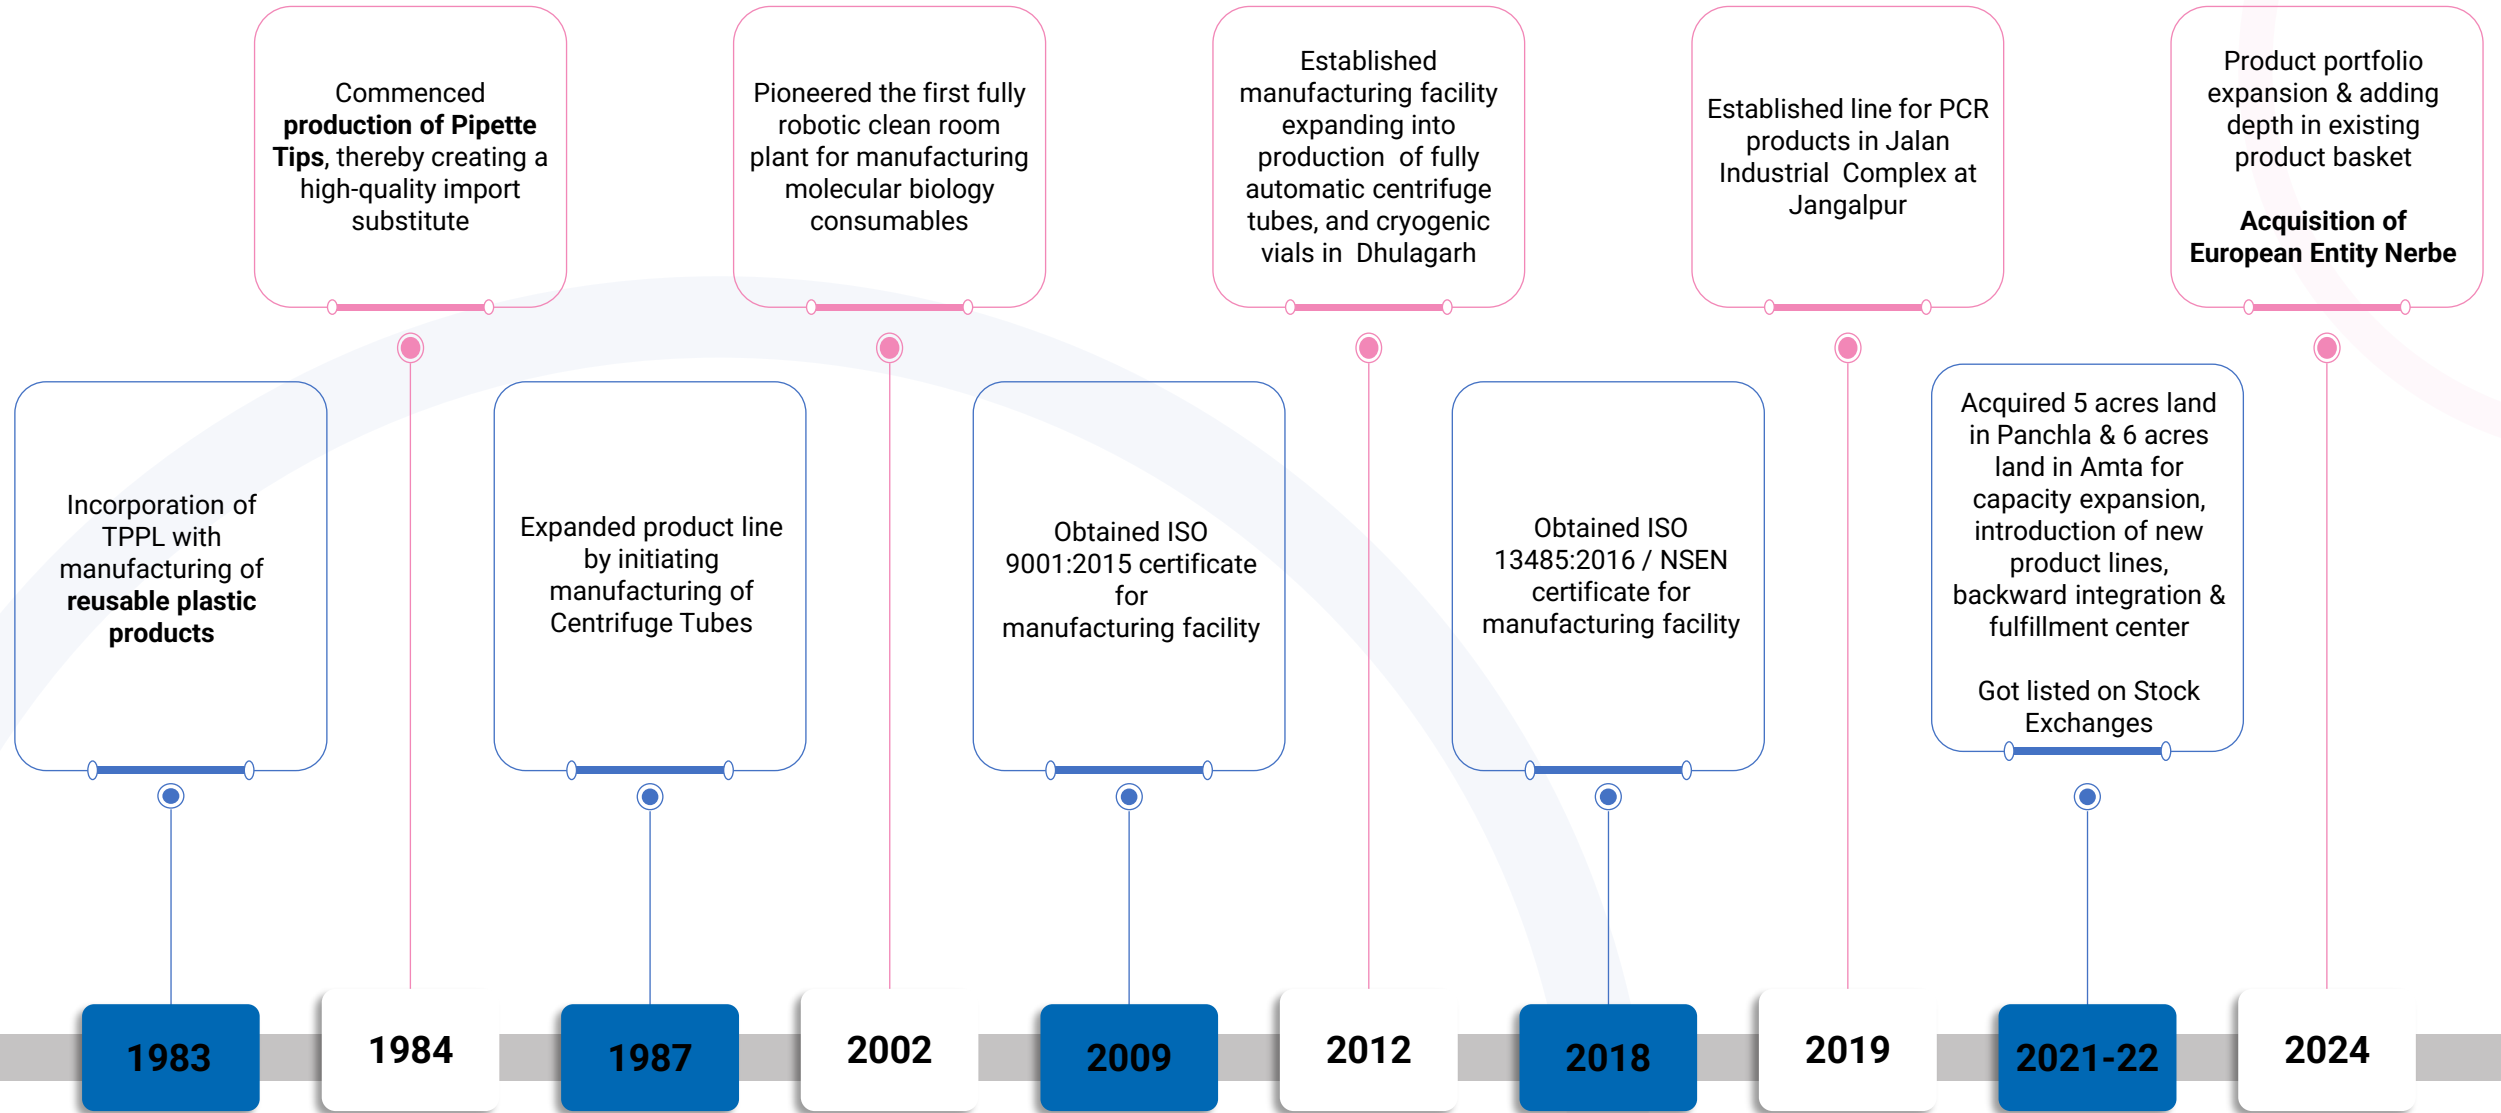 Commenced
production of Pipette
Tips, thereby creating a
high-quality import
substitute
Pioneered the first fully
robotic clean room
plant for manufacturing
molecular biology
consumables
Established
manufacturing facility
expanding into
production of fully
automatic centrifuge
tubes, and cryogenic
vials in Dhulagarh
Established line for PCR
products in Jalan
Industrial Complex at
Jangalpur
Product portfolio
expansion & adding
depth in existing
product basket
Acquisition of
European Entity Nerbe
Incorporation of
TPPL with
manufacturing of
reusable plastic
products
Expanded product line
by initiating
manufacturing of
Centrifuge Tubes
Obtained ISO
9001:2015 certificate
for
manufacturing facility
Obtained ISO
13485:2016 / NSEN
certificate for
manufacturing facility
Acquired 5 acres land
in Panchla & 6 acres
land in Amta for
capacity expansion,
introduction of new
product lines,
backward integration &
fulfillment center
Got listed on Stock
Exchanges
1983
1984
1987
2002
2009
2012
2018
2019
2021-22
2024